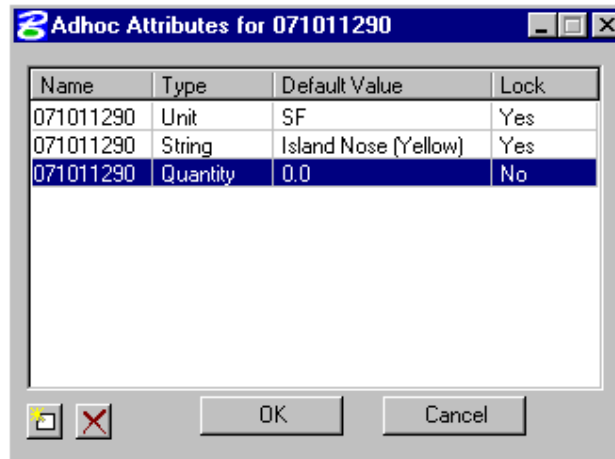 Adhoc Attributes for 071011290
Name Type Default Value Lock
071011290 Unit SF Yes
071011290 String Island Nose (Yellow) Yes
071011290 Quantity 0.0 No
OK Cancel